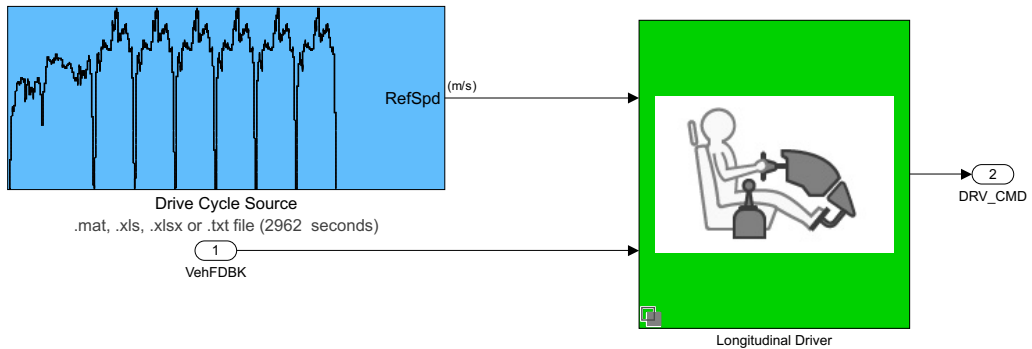 RefSpd
(m/s)
Drive Cycle Source
.mat, .xls, .xlsx or .txt file (2962 seconds)
1
VehFDBK
2
DRV_CMD
Longitudinal Driver